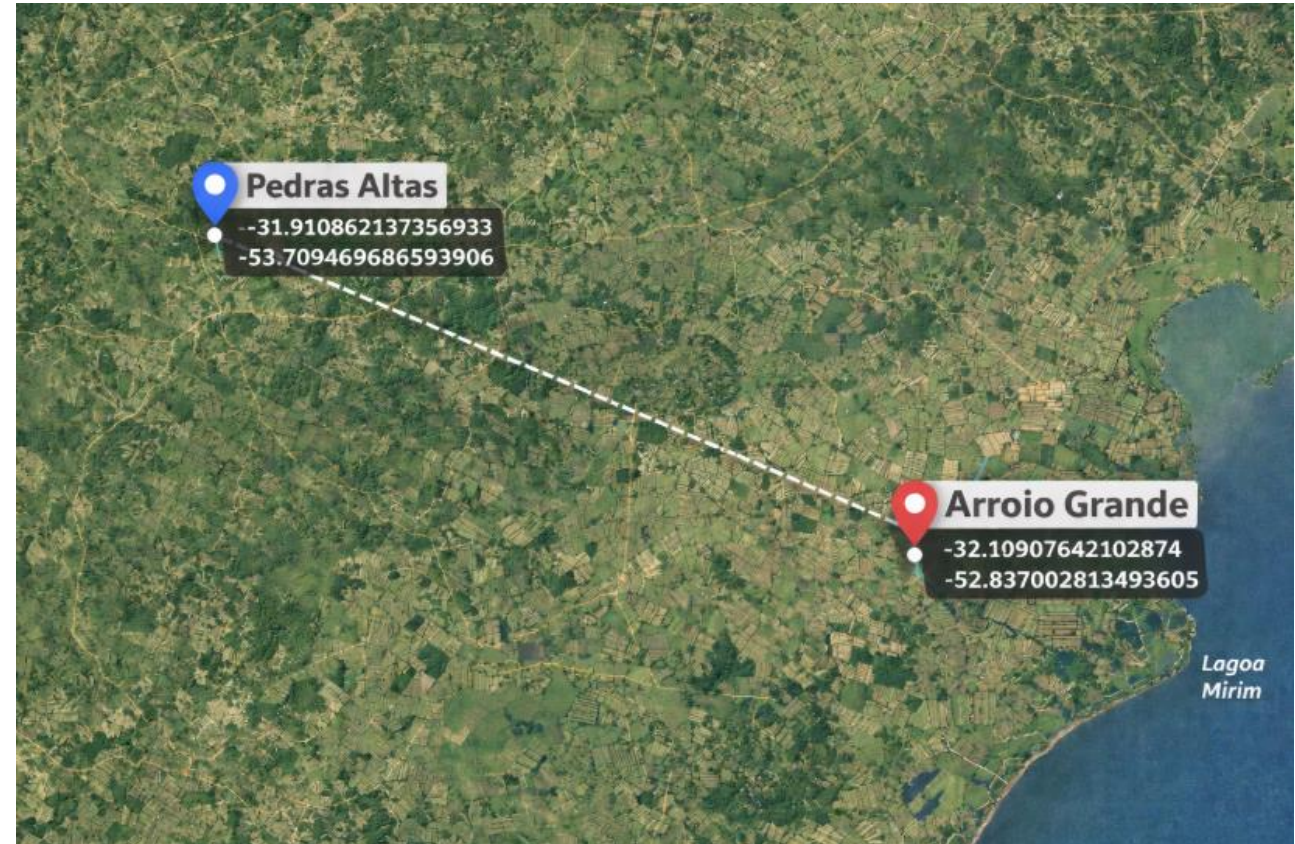 Pedras Altas
--31.910862137356933
-53.709469686593906
Arroio Grande
-32.10907642102874
-52.837002813493605
Lagoa
Mirim